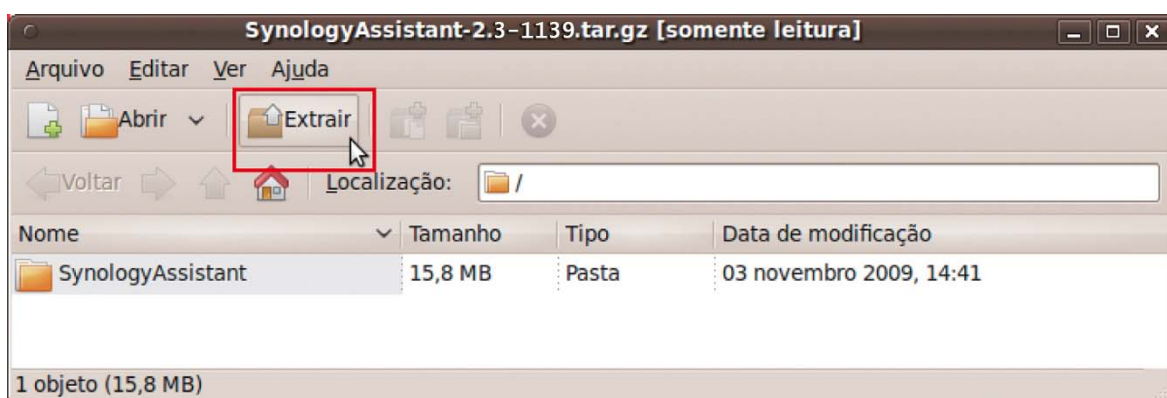 SynologyAssistant-2.3-1139.tar.gz [somente leitura]
Arquivo Editar Ver Ajuda
Abrir Extrair
Voltar Localização: /
Nome Tamanho Tipo Data de modificação
SynologyAssistant 15,8 MB Pasta 03 novembro 2009, 14:41
1 objeto (15,8 MB)